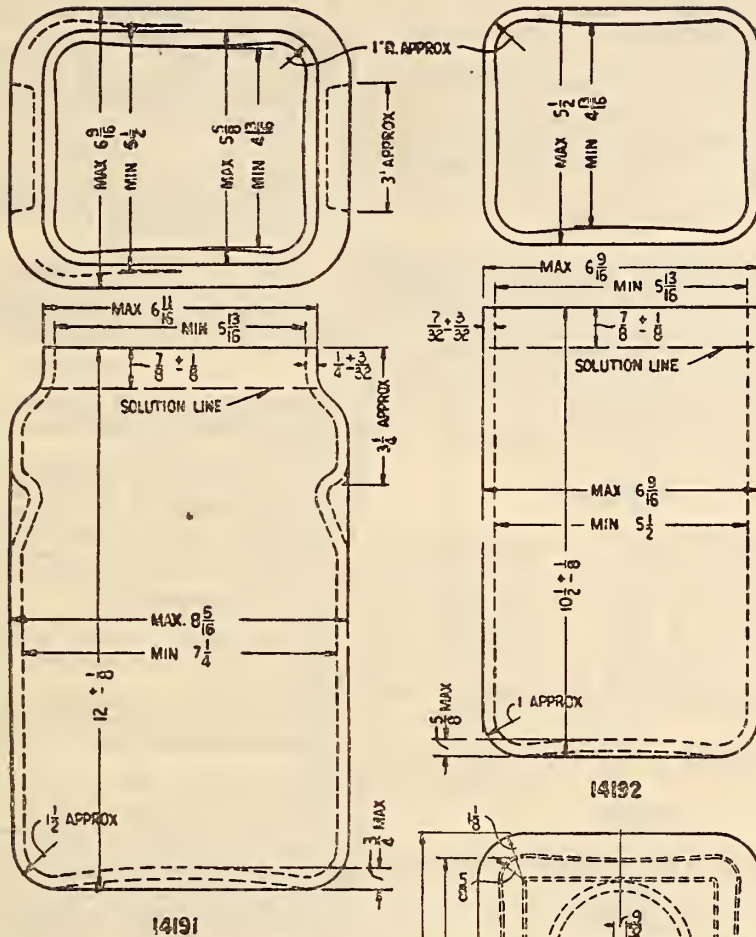 1"R. APPROX
MAX 6 9/16
MIN 5 1/2
MAX 5 5/8
MIN 4 13/16
3" APPROX
MAX 5 1/2
MIN 4 13/16
MAX 6 11/16
MIN 5 13/16
7/8 ± 1/8
1/4 ± 3/32
SOLUTION LINE
3 1/4 APPROX
MAX. 8 5/16
MIN 7 1/4
12 ± 1/8
1 1/2 APPROX
3/4 MAX
14191
MAX 6 9/16
MIN 5 13/16
7/32 ± 3/32
7/8 ± 1/8
SOLUTION LINE
MAX 6 9/16
MIN 5 1/2
10 1/2 ± 1/8
5/8 MAX
1 APPROX
14192
1 1/8